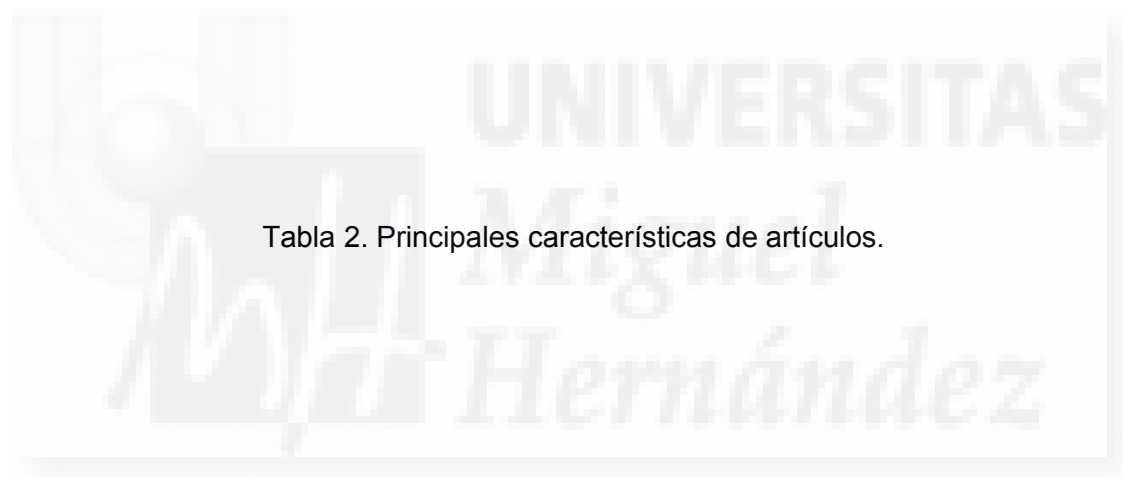 UNIVERSITAS
Miguel
Tabla 2. Principales características de artículos.
Hernández